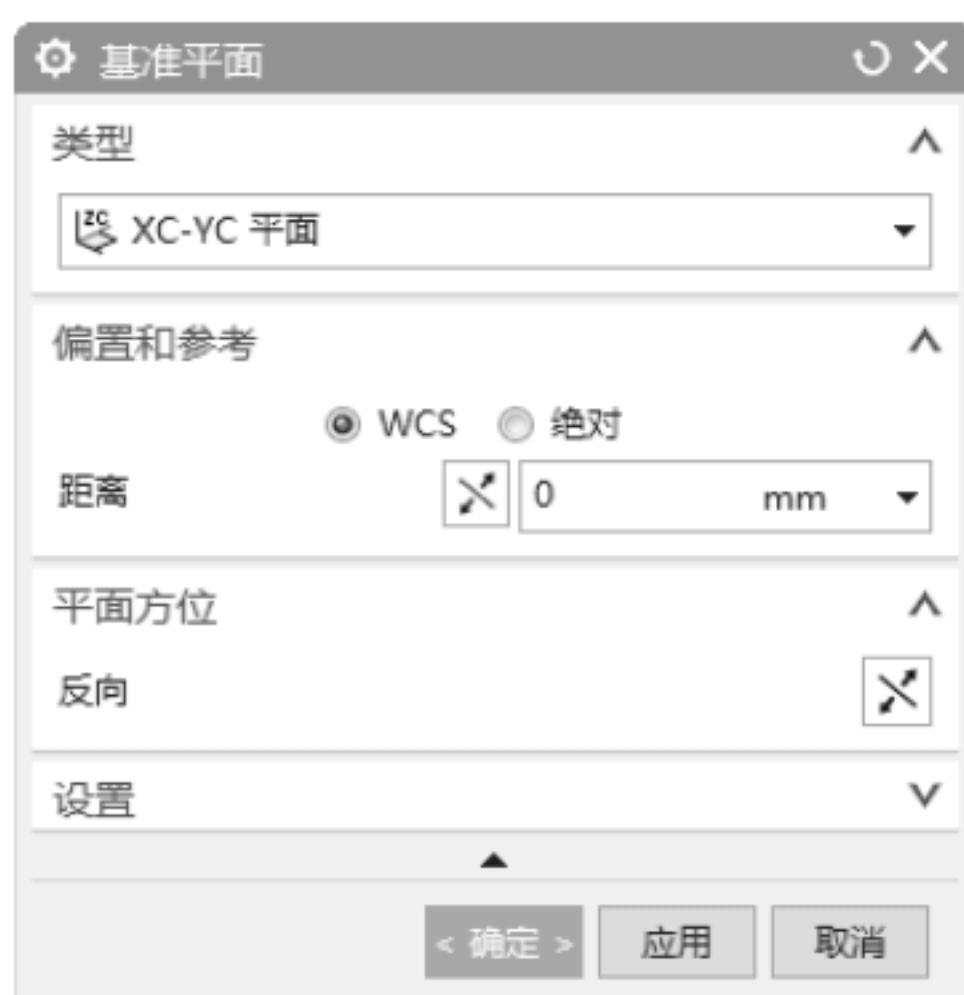 基准平面
类型
ZC XC-YC 平面
偏置和参考
WCS 绝对
距离 0 mm
平面方位
反向
设置
< 确定 > 应用 取消